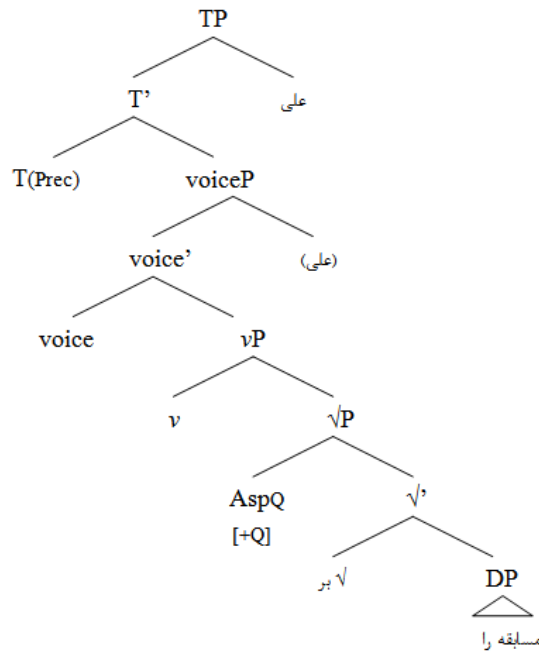 TP
T’ علی
T(Prec) voiceP
voice’ (علی)
voice vP
v √P
AspQ √’
[+Q]
√ بر DP
مسابقه را